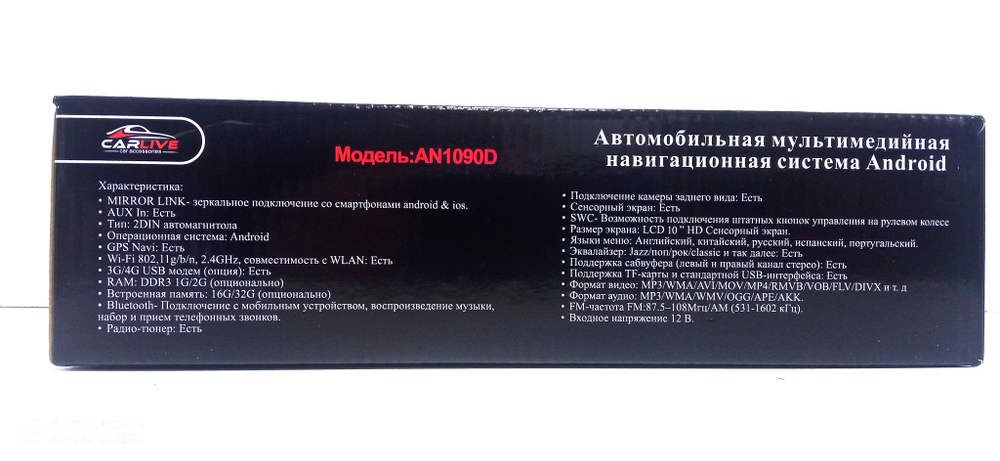 CARLIVE
car accessories
Модель:AN1090D
Автомобильная мультимедийная
навигационная система Android
Характеристика:
• MIRROR LINK- зеркальное подключение со смартфонами android & ios.
• AUX In: Есть
• Тип: 2DIN автомагнитола
• Операционная система: Android
• GPS Navi: Есть
• Wi-Fi 802,11g/b/n, 2.4GHz, совместимость с WLAN: Есть
• 3G/4G USB модем (опция): Есть
• RAM: DDR3 1G/2G (опционально)
• Встроенная память: 16G/32G (опционально)
• Bluetooth- Подключение с мобильным устройством, воспроизведение музыки,
набор и прием телефонных звонков.
• Радио-тюнер: Есть
• Подключение камеры заднего вида: Есть
• Сенсорный экран: Есть
• SWC- Возможность подключения штатных кнопок управления на рулевом колесе
• Размер экрана: LCD 10 " HD Сенсорный экран.
• Языки меню: Английский, китайский, русский, испанский, португальский.
• Эквалайзер: Jazz/поп/рок/classic и так далее: Есть
• Поддержка сабвуфера (левый и правый канал стерео): Есть
• Поддержка TF-карты и стандартной USB-интерфейса: Есть
• Формат видео: MP3/WMA/AVI/MOV/MP4/RMVB/VOB/FLV/DIVX и т. д
• Формат аудио: MP3/WMA/WMV/OGG/APE/AKK.
• FM-частота FM:87.5–108Мгц/AM (531-1602 кГц).
• Входное напряжение 12 В.